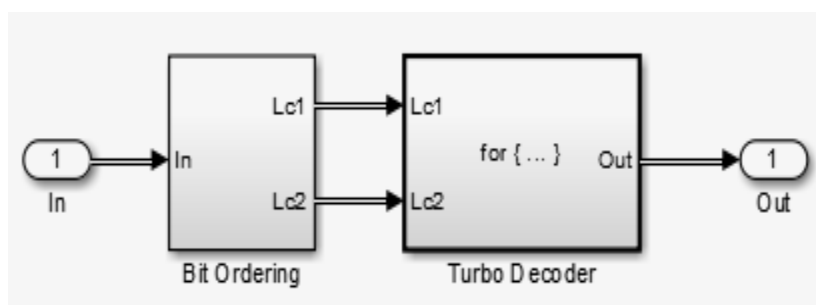 1
In
In
Lc1
Lc2
Bit Ordering
Lc1
Lc2
for { ... }
Out
Turbo Decoder
1
Out